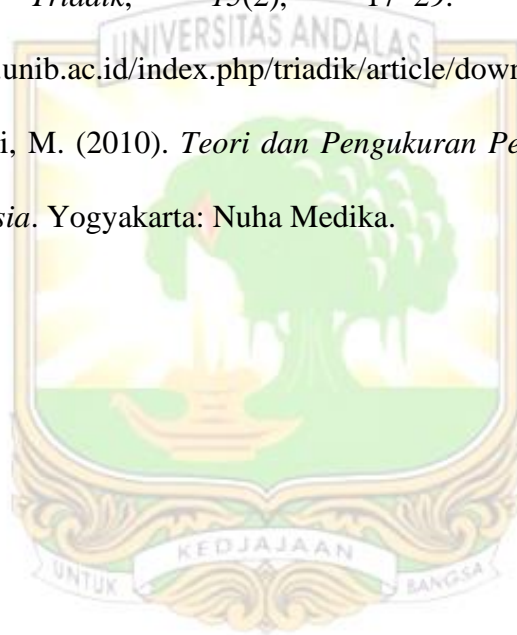 Triadik, 15(2), 17–29.
UNIVERSITAS ANDALAS
.unib.ac.id/index.php/triadik/article/down
i, M. (2010). Teori dan Pengukuran Pe
sia. Yogyakarta: Nuha Medika.
KEDJAJAAN
UNTUK BANGSA